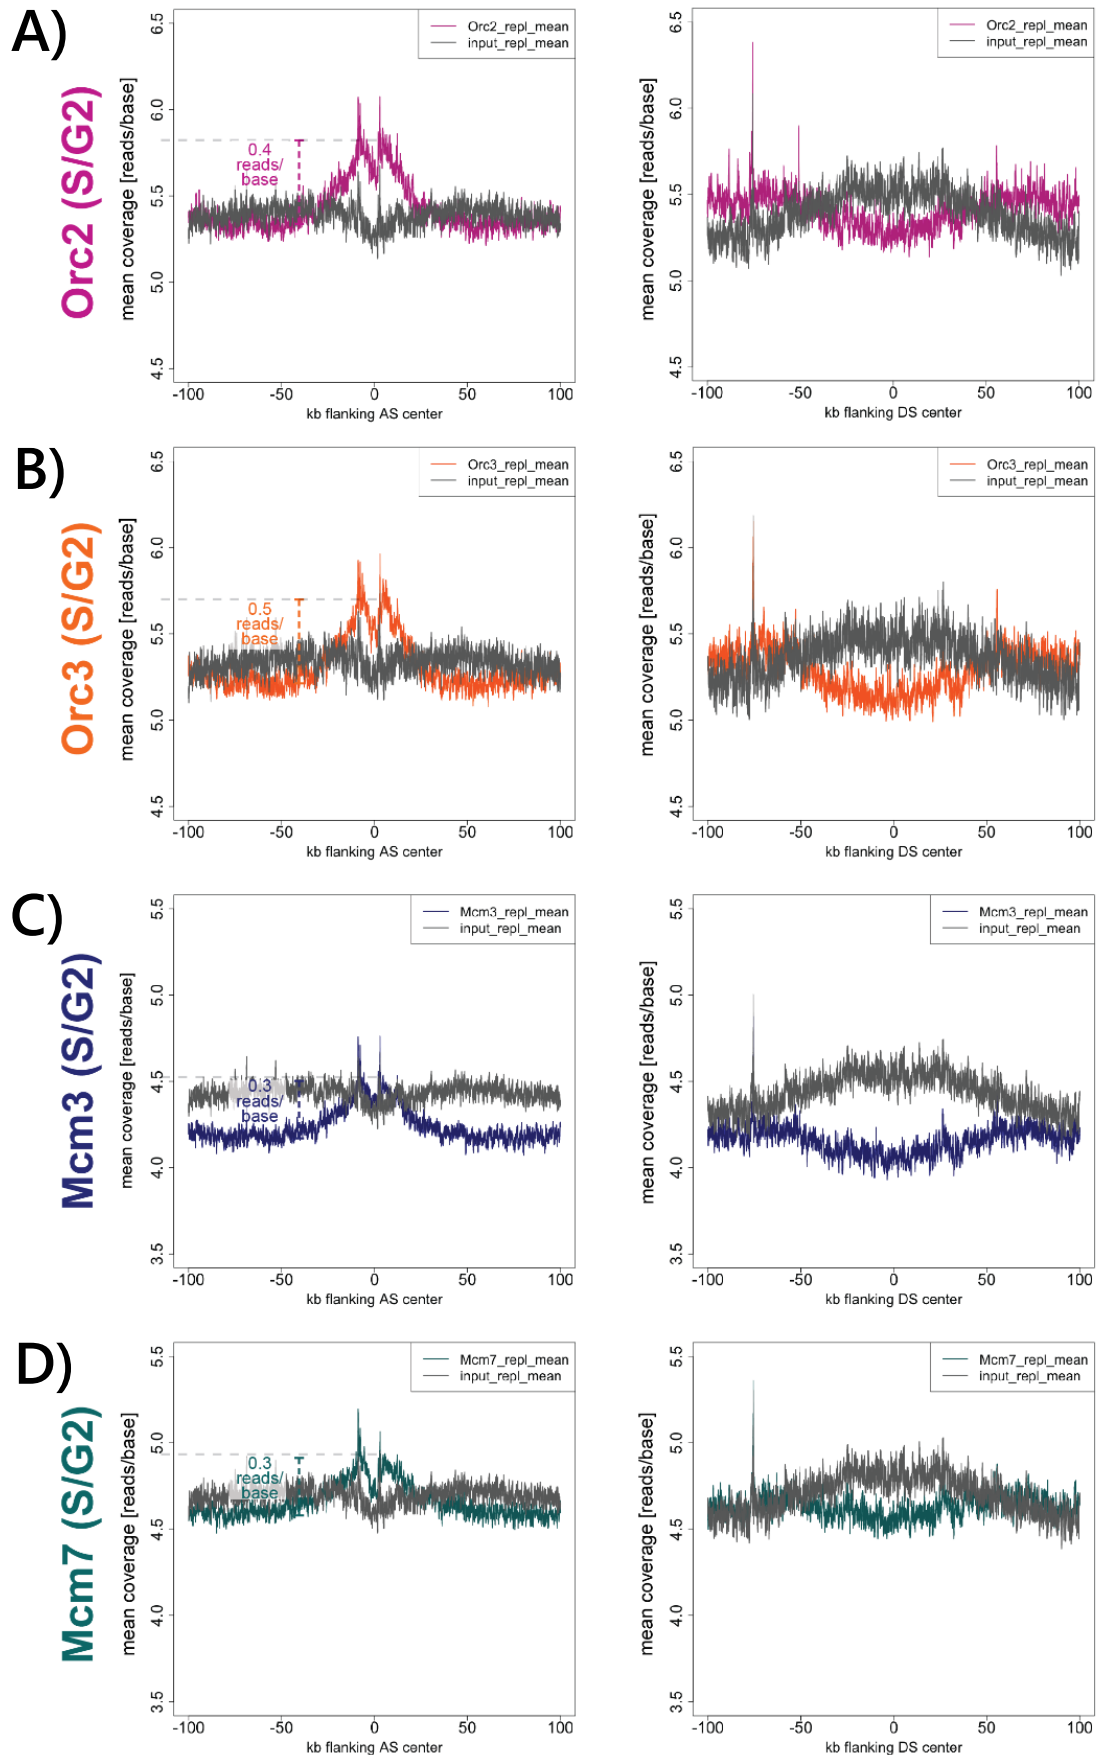 A)
Orc2 (S/G2)
mean coverage [reads/base]
6.5
6.0
5.5
5.0
4.5
Orc2_repl_mean
input_repl_mean
0.4
reads/
base
-100
-50
0
50
100
kb flanking AS center
mean coverage [reads/base]
6.5
6.0
5.5
5.0
4.5
Orc2_repl_mean
input_repl_mean
-100
-50
0
50
100
kb flanking DS center
B)
Orc3 (S/G2)
mean coverage [reads/base]
6.5
6.0
5.5
5.0
4.5
Orc3_repl_mean
input_repl_mean
0.5
reads/
base
-100
-50
0
50
100
kb flanking AS center
mean coverage [reads/base]
6.5
6.0
5.5
5.0
4.5
Orc3_repl_mean
input_repl_mean
-100
-50
0
50
100
kb flanking DS center
C)
Mcm3 (S/G2)
mean coverage [reads/base]
5.5
5.0
4.5
4.0
3.5
Mcm3_repl_mean
input_repl_mean
0.3
reads/
base
-100
-50
0
50
100
kb flanking AS center
mean coverage [reads/base]
5.5
5.0
4.5
4.0
3.5
Mcm3_repl_mean
input_repl_mean
-100
-50
0
50
100
kb flanking DS center
D)
Mcm7 (S/G2)
mean coverage [reads/base]
5.5
5.0
4.5
4.0
3.5
Mcm7_repl_mean
input_repl_mean
0.3
reads/
base
-100
-50
0
50
100
kb flanking AS center
mean coverage [reads/base]
5.5
5.0
4.5
4.0
3.5
Mcm7_repl_mean
input_repl_mean
-100
-50
0
50
100
kb flanking DS center